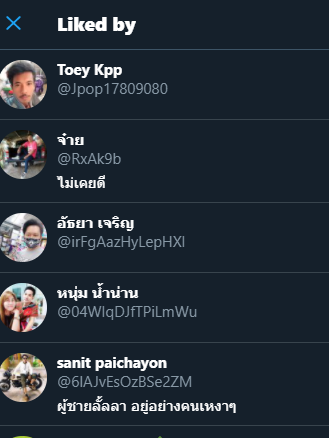 Liked by
Toey Kpp
@Jpop17809080
จ๋าย
@RxAk9b
ไม่เคยดี
อัธยา เจริญ
@irFgAazHyLepHXI
หนุ่ม น้ำน่าน
@04WlqDJfTPiLmWu
sanit paichayon
@6IAJvEsOzBSe2ZM
ผู้ชายลั้ลลา อยู่อย่างคนเหงาๆ